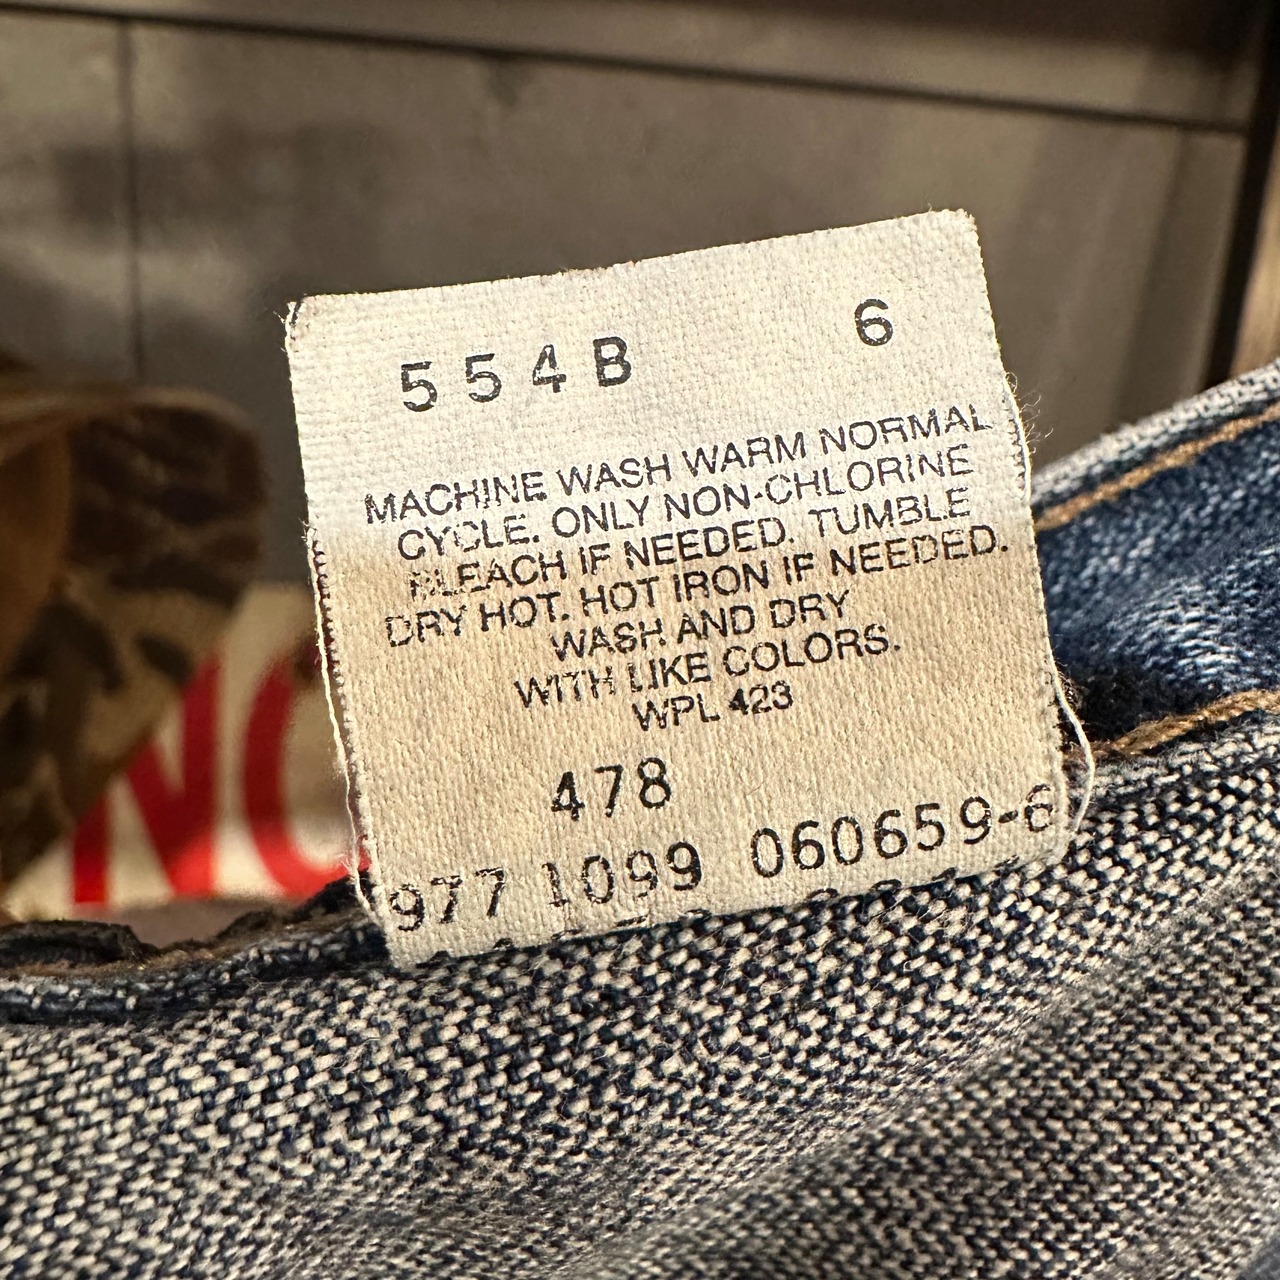 554B 6
MACHINE WASH WARM NORMAL
CYCLE. ONLY NON-CHLORINE
BLEACH IF NEEDED. TUMBLE
DRY HOT. HOT IRON IF NEEDED.
WASH AND DRY
WITH LIKE COLORS.
WPL 423
478
977 1099 060659-6
NC